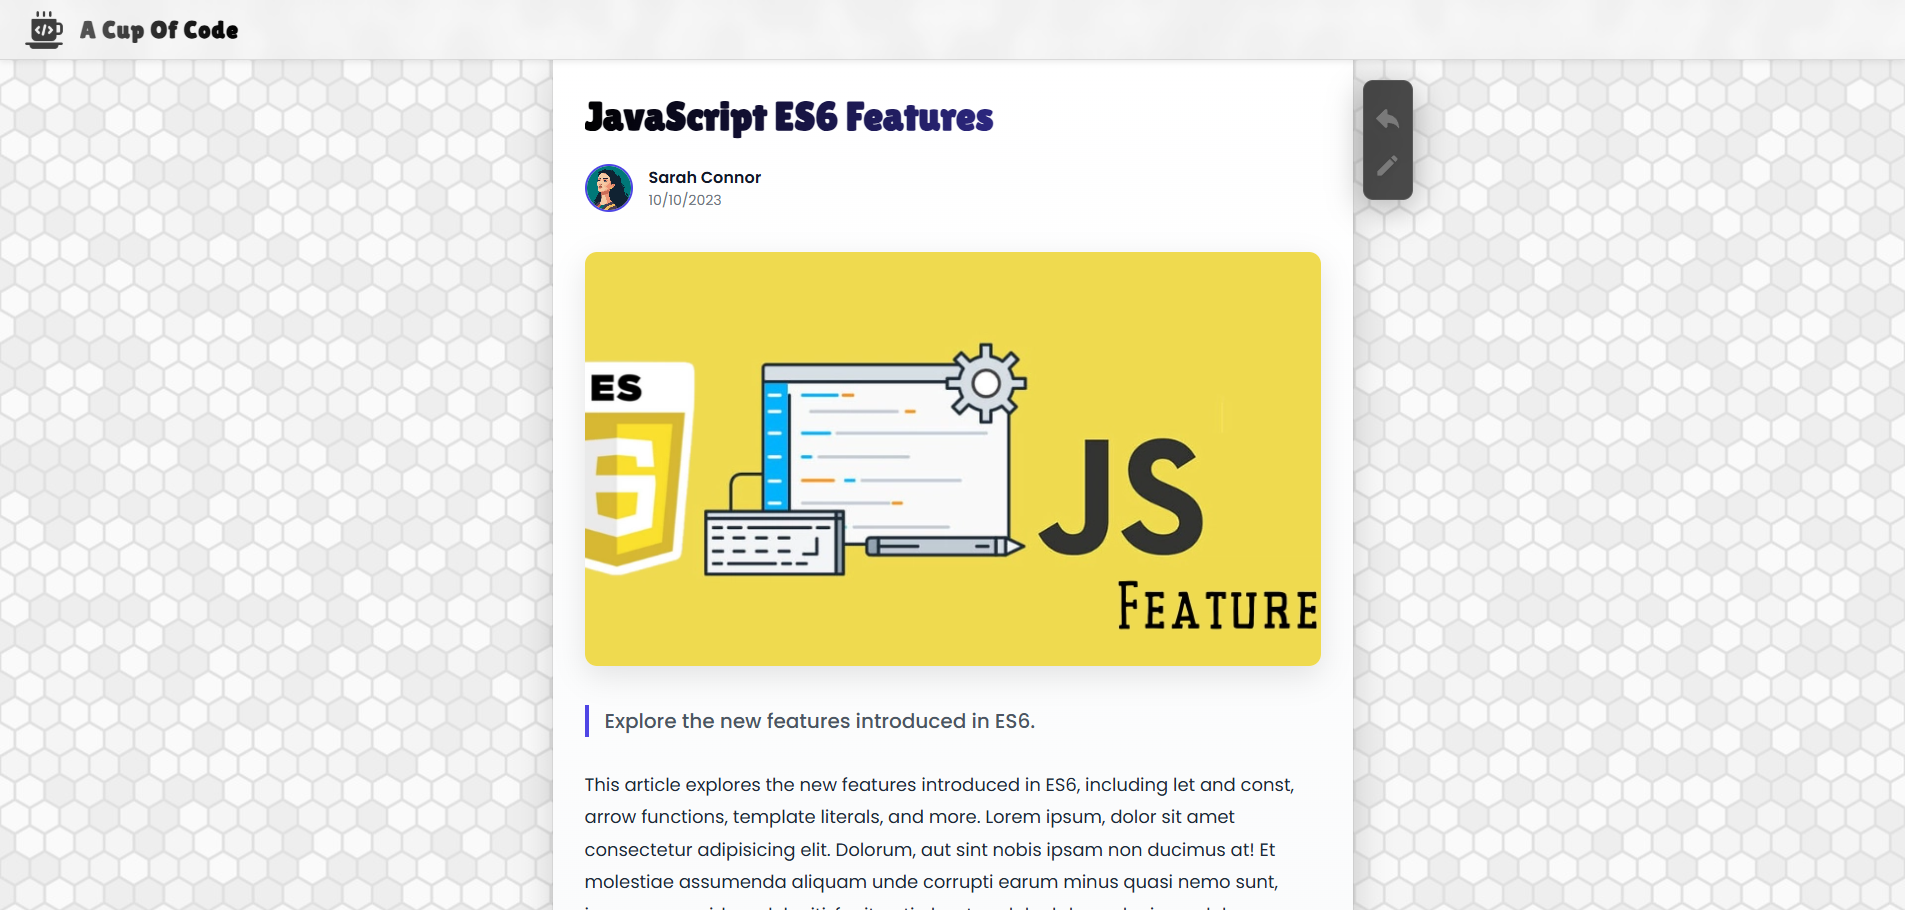 A Cup Of Code
JavaScript ES6 Features
Sarah Connor
10/10/2023
ES
6
JS
FEATURE
Explore the new features introduced in ES6.
This article explores the new features introduced in ES6, including let and const,
arrow functions, template literals, and more. Lorem ipsum, dolor sit amet
consectetur adipisicing elit. Dolorum, aut sint nobis ipsam non ducimus at! Et
molestiae assumenda aliquam unde corrupti earum minus quasi nemo sunt,